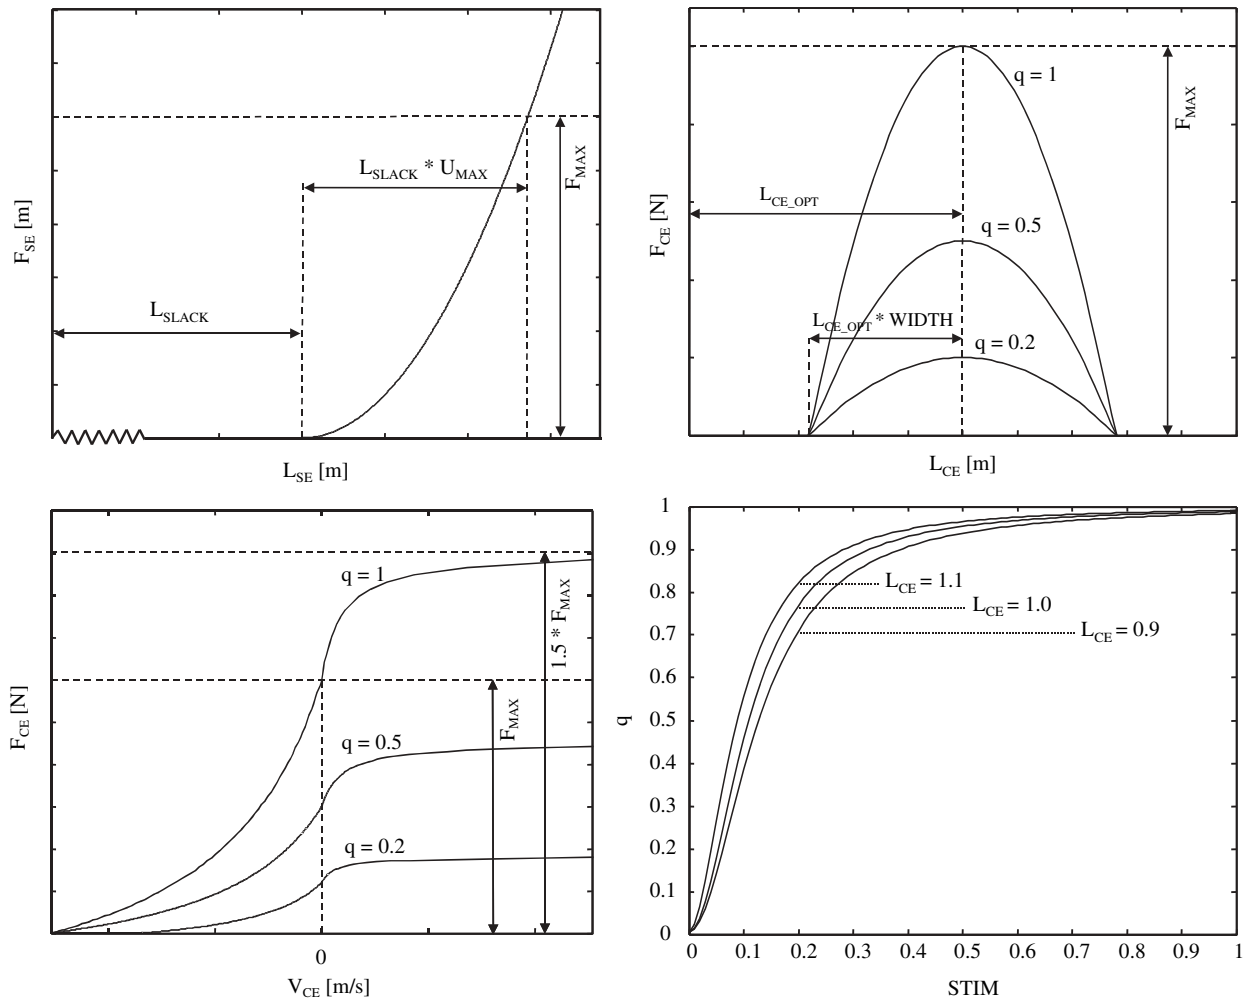 F_SE [m]
L_SLACK * U_MAX
F_MAX
L_SLACK
L_SE [m]
F_CE [N]
q = 1
F_MAX
L_CE_OPT
q = 0.5
L_CE_OPT * WIDTH
q = 0.2
L_CE [m]
F_CE [N]
q = 1
1.5 * F_MAX
F_MAX
q = 0.5
q = 0.2
0
V_CE [m/s]
q
1
0.9
0.8
0.7
0.6
0.5
0.4
0.3
0.2
0.1
0
L_CE = 1.1
L_CE = 1.0
L_CE = 0.9
0 0.1 0.2 0.3 0.4 0.5 0.6 0.7 0.8 0.9 1
STIM